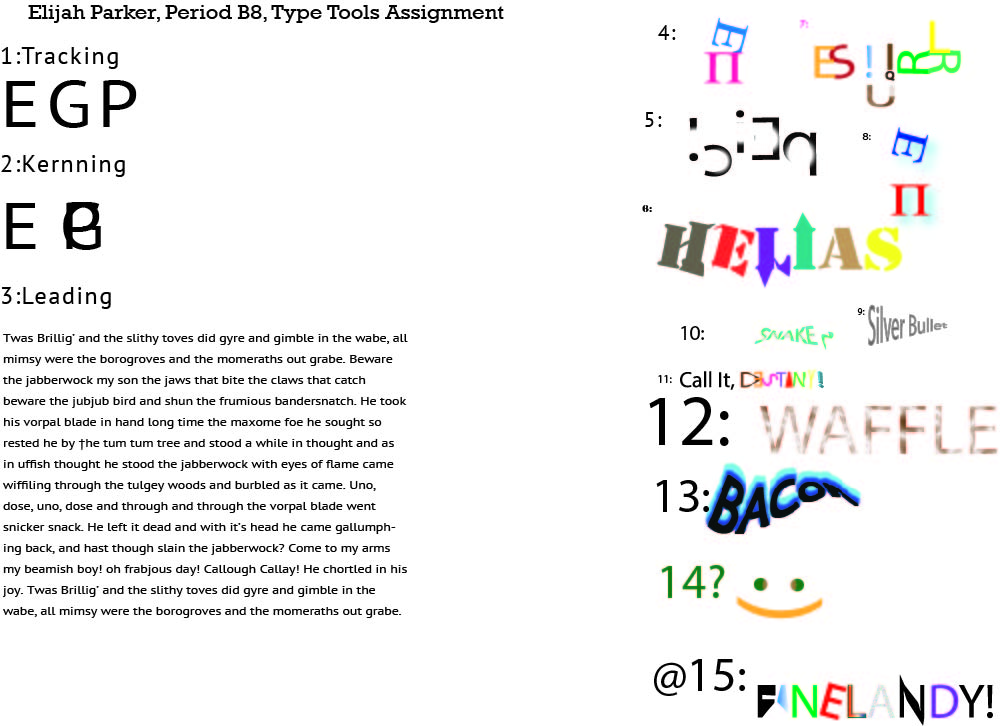 Elijah Parker, Period B8, Type Tools Assignment
1:Tracking
EGP
2:Kernning
E
3:Leading
Twas Brillig' and the slithy toves did gyre and gimble in the wabe, all
mimsy were the borogroves and the momeraths out grabe. Beware
the jabberwock my son the jaws that bite the claws that catch
beware the jubjub bird and shun the frumious bandersnatch. He took
his vorpal blade in hand long time the maxome foe he sought so
rested he by †he tum tum tree and stood a while in thought and as
in uffish thought he stood the jabberwock with eyes of flame came
wiffiling through the tulgey woods and burbled as it came. Uno,
dose, uno, dose and through and through the vorpal blade went
snicker snack. He left it dead and with it's head he came gallumph-
ing back, and hast though slain the jabberwock? Come to my arms
my beamish boy! oh frabjous day! Callough Callay! He chortled in his
joy. Twas Brillig' and the slithy toves did gyre and gimble in the
wabe, all mimsy were the borogroves and the momeraths out grabe.
4:
5:
8:
6:
HELIAS
9: Silver Bullet
10: SNAKE
11: Call It, DESTINY!
12: WAFFLE
13: BACON
14?
@15: FINELANDY!